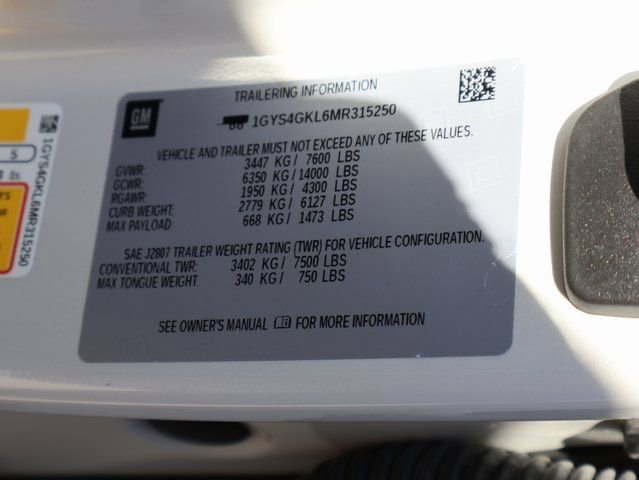 TRAILERING INFORMATION
GM
1GYS4GKL6MR315250
VEHICLE AND TRAILER MUST NOT EXCEED ANY OF THESE VALUES.
GVWR: 3447 KG/ 7600 LBS
GCWR: 6350 KG/ 14000 LBS
RGAWR: 1950 KG/ 4300 LBS
CURB WEIGHT: 2779 KG/ 6127 LBS
MAX PAYLOAD: 668 KG/ 1473 LBS
SAE J2807 TRAILER WEIGHT RATING (TWR) FOR VEHICLE CONFIGURATION.
CONVENTIONAL TWR: 3402 KG/ 7500 LBS
MAX TONGUE WEIGHT: 340 KG/ 750 LBS
SEE OWNER'S MANUAL FOR MORE INFORMATION
1GYS4GKL6MR315250
5